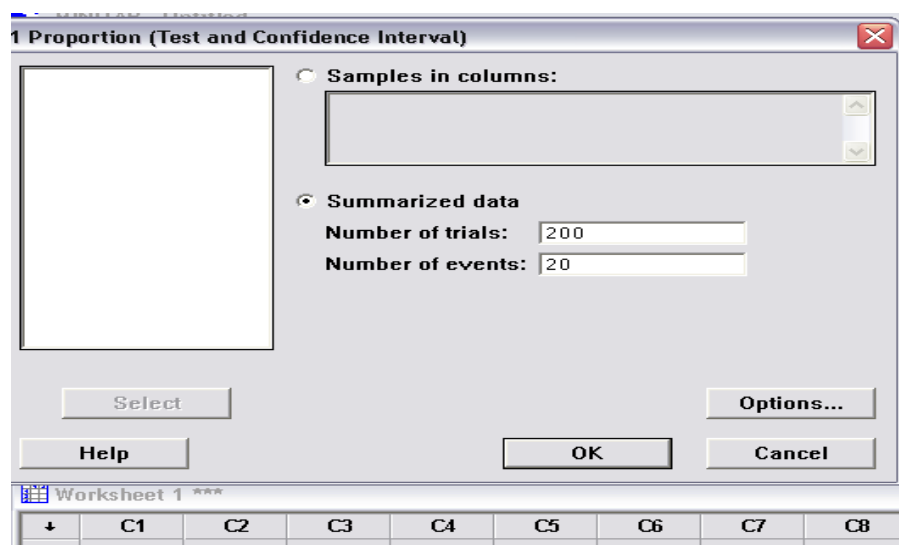 1 Proportion (Test and Confidence Interval)
Samples in columns:
Summarized data
Number of trials: 200
Number of events: 20
Select
Options...
Help
OK
Cancel
Worksheet 1 ***
C1 C2 C3 C4 C5 C6 C7 C8